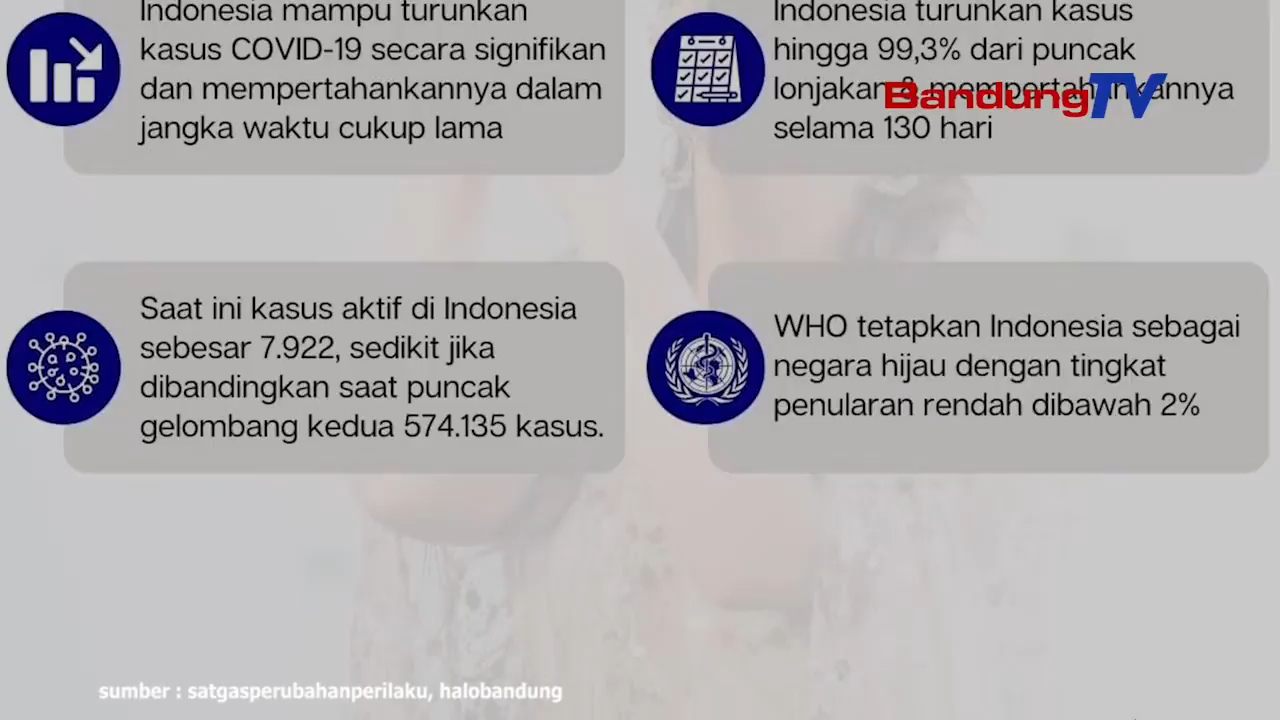 Indonesia mampu turunkan
kasus COVID-19 secara signifikan
dan mempertahankannya dalam
jangka waktu cukup lama
Indonesia turunkan kasus
hingga 99,3% dari puncak
lonjakan & mempertahankannya
selama 130 hari
BandungTV
Saat ini kasus aktif di Indonesia
sebesar 7.922, sedikit jika
dibandingkan saat puncak
gelombang kedua 574.135 kasus.
WHO tetapkan Indonesia sebagai
negara hijau dengan tingkat
penularan rendah dibawah 2%
sumber : satgasperubahanperilaku, halobandung